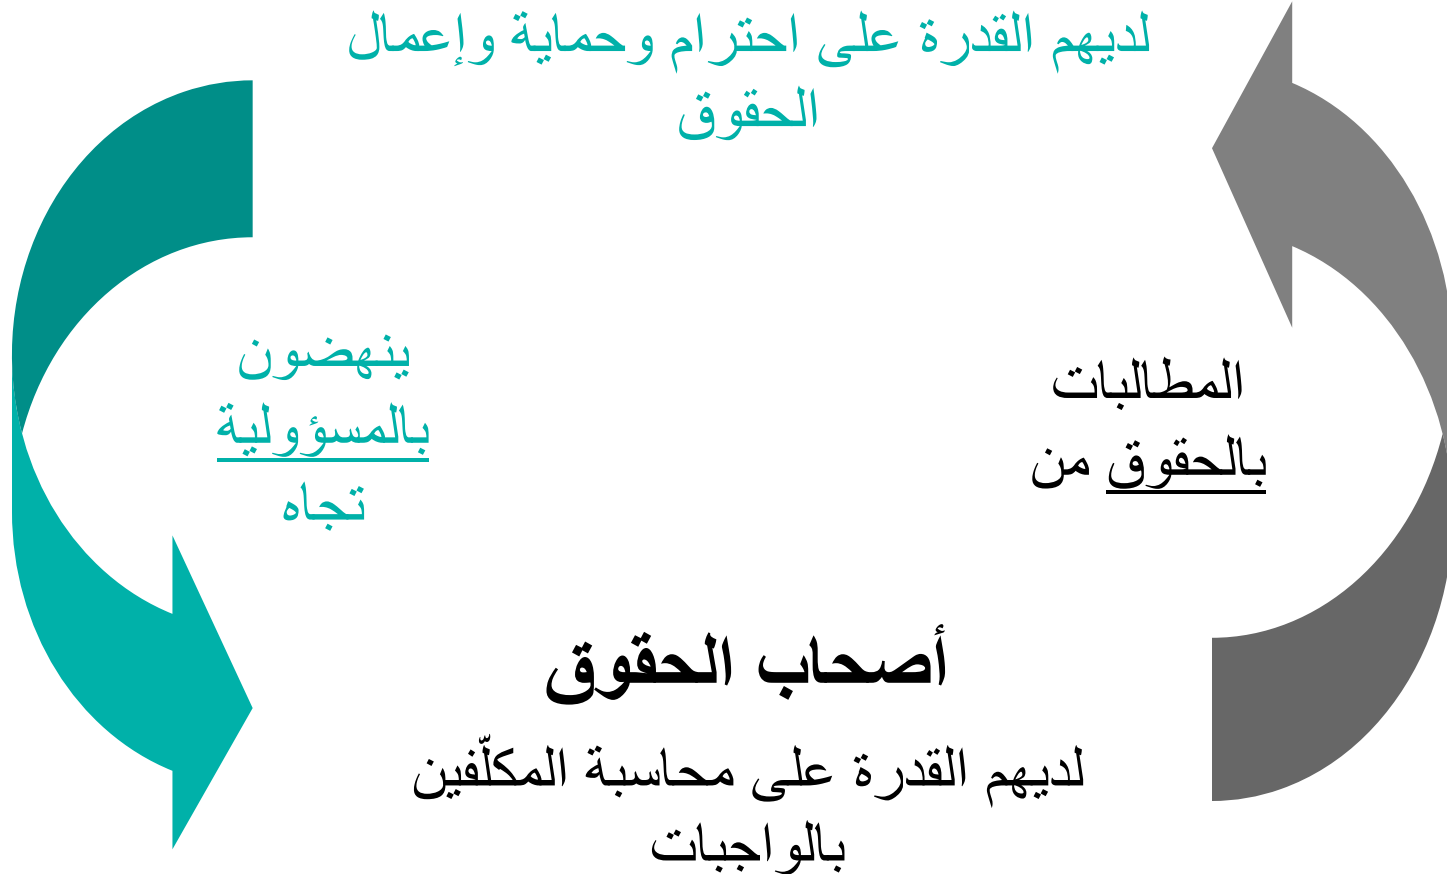 لديهم القدرة على احترام وحماية وإعمال
الحقوق
المطالبات
بالحقوق من
ينهضون
بالمسؤولية
تجاه
أصحاب الحقوق
لديهم القدرة على محاسبة المكلّفين
بالواجبات